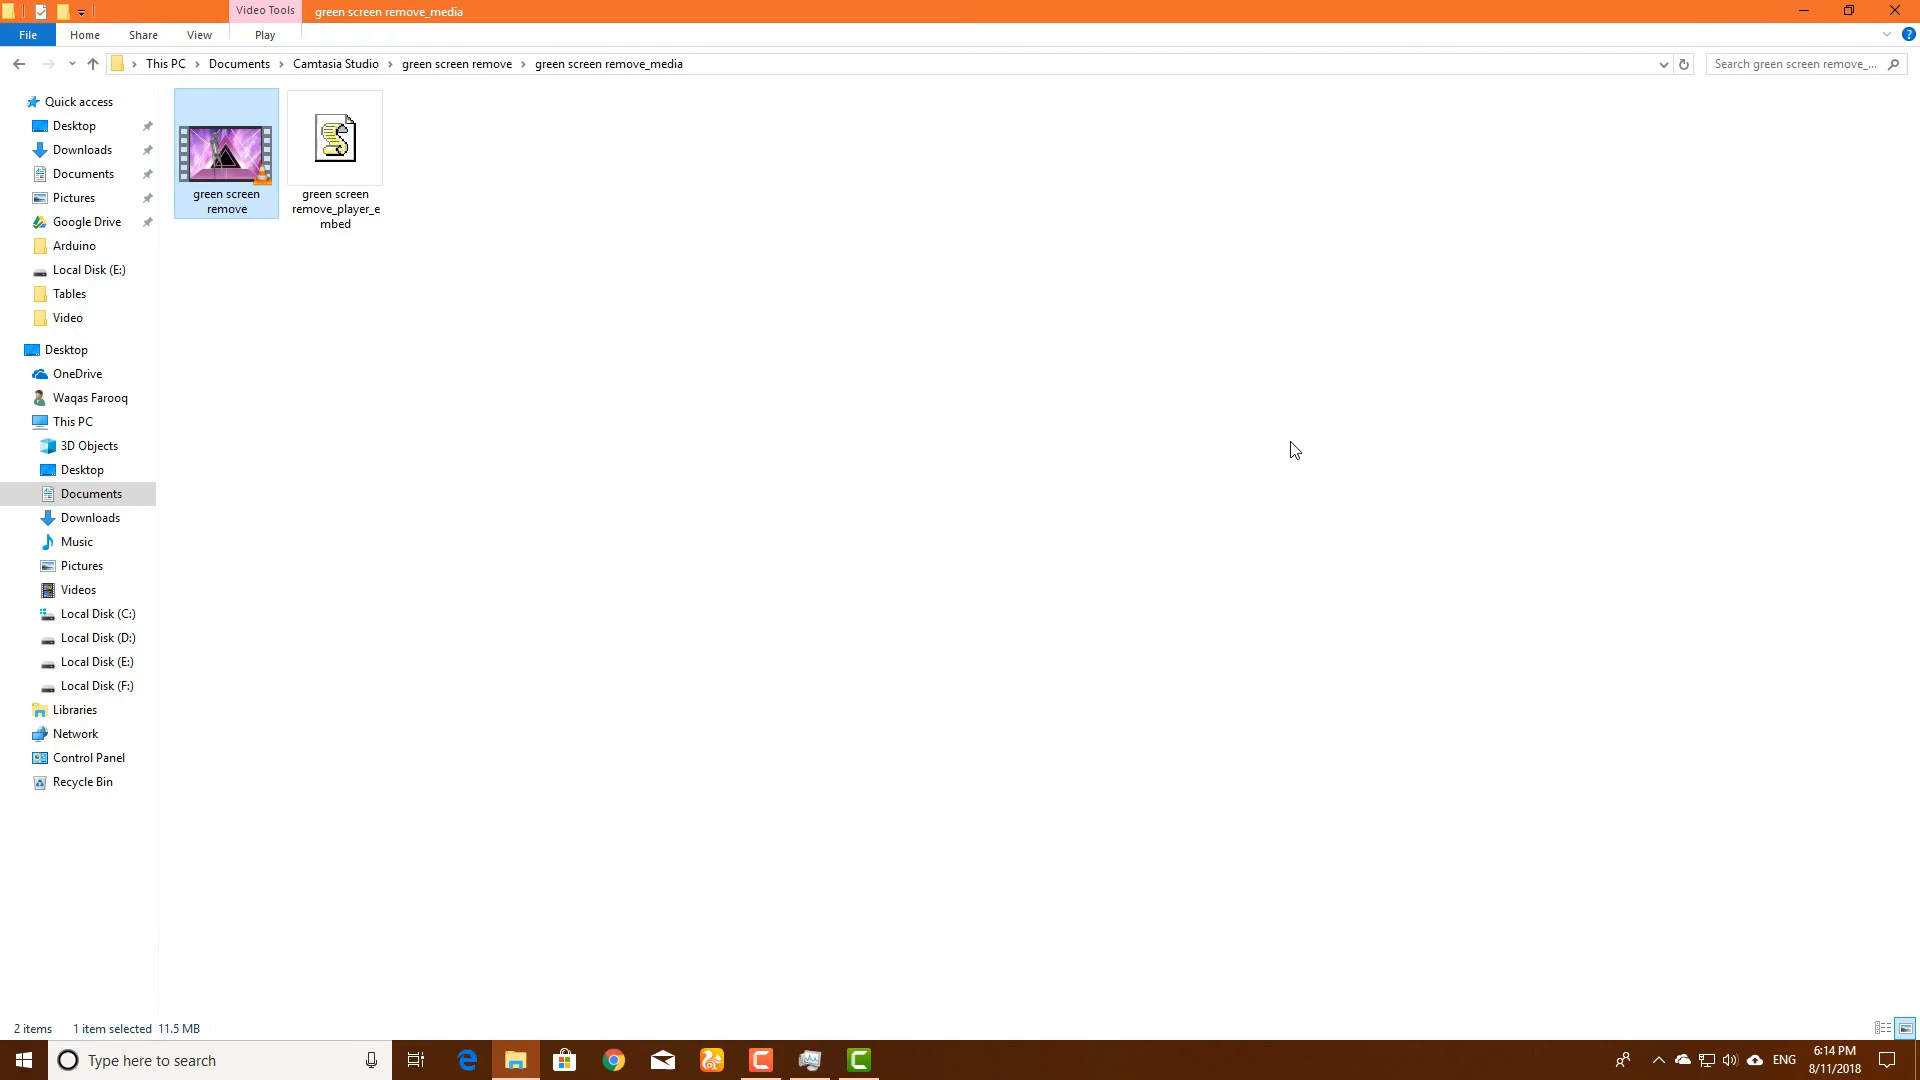 Video Tools
green screen remove_media
File
Home
Share
View
Play
This PC
Documents
Camtasia Studio
green screen remove
green screen remove_media
Search green screen remove_...
Quick access
Desktop
Downloads
Documents
Pictures
Google Drive
Arduino
Local Disk (E:)
Tables
Video
Desktop
OneDrive
Waqas Farooq
This PC
3D Objects
Desktop
Documents
Downloads
Music
Pictures
Videos
Local Disk (C:)
Local Disk (D:)
Local Disk (E:)
Local Disk (F:)
Libraries
Network
Control Panel
Recycle Bin
green screen
remove
green screen
remove_player_e
mbed
2 items
1 item selected 11.5 MB
Type here to search
ENG
6:14 PM
8/11/2018